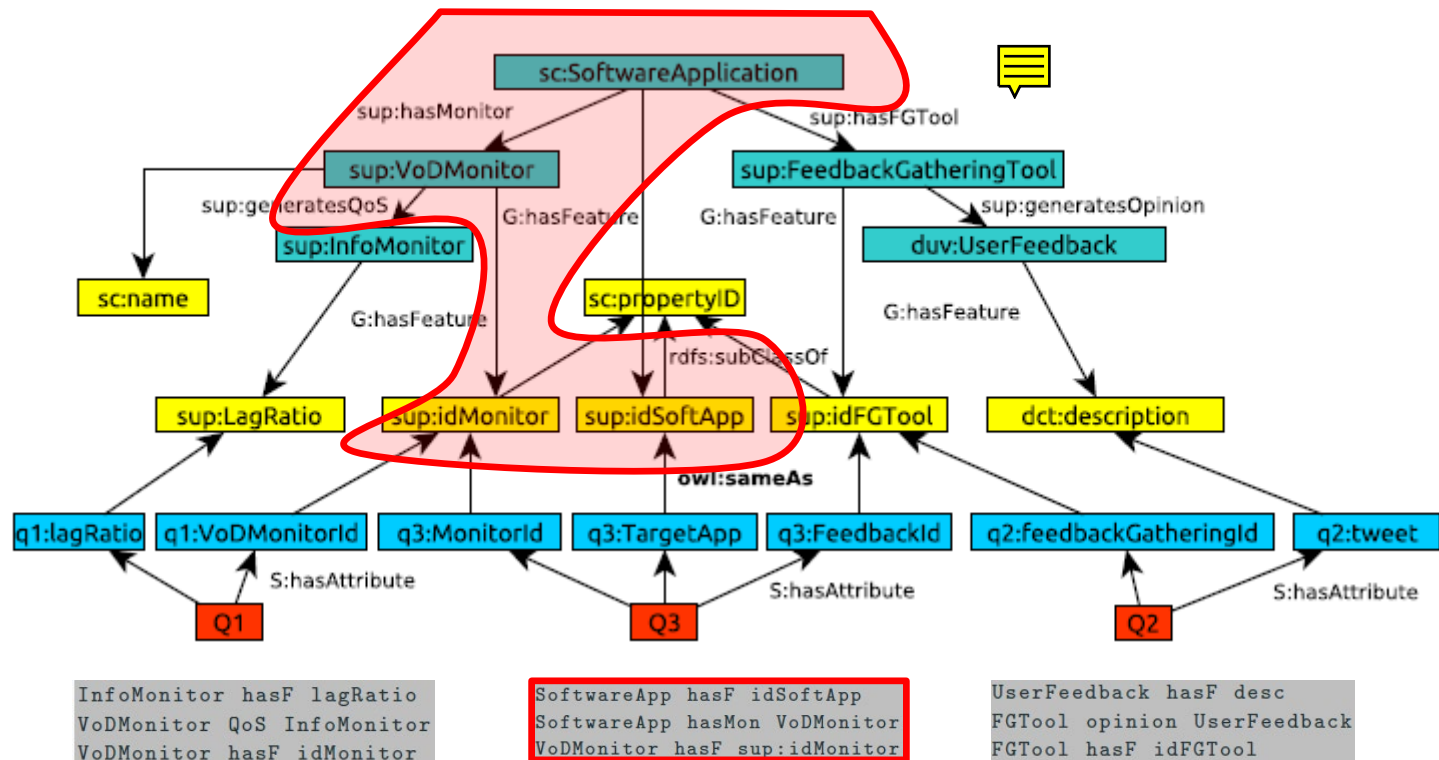 sc:SoftwareApplication
sup:hasMonitor
sup:hasFGTool
sup:VoDMonitor
sup:FeedbackGatheringTool
sup:generatesQoS
G:hasFeature
G:hasFeature
sup:generatesOpinion
sup:InfoMonitor
duv:UserFeedback
sc:name
sc:propertyID
G:hasFeature
G:hasFeature
rdfs:subClassOf
sup:LagRatio
sup:idMonitor
sup:idSoftApp
sup:idFGTool
dct:description
owl:sameAs
q1:lagRatio
q1:VoDMonitorId
q3:MonitorId
q3:TargetApp
q3:FeedbackId
q2:feedbackGatheringId
q2:tweet
S:hasAttribute
S:hasAttribute
S:hasAttribute
Q1
Q3
Q2
InfoMonitor hasF lagRatio
VoDMonitor QoS InfoMonitor
VoDMonitor hasF idMonitor
SoftwareApp hasF idSoftApp
SoftwareApp hasMon VoDMonitor
VoDMonitor hasF sup:idMonitor
UserFeedback hasF desc
FGTool opinion UserFeedback
FGTool hasF idFGTool